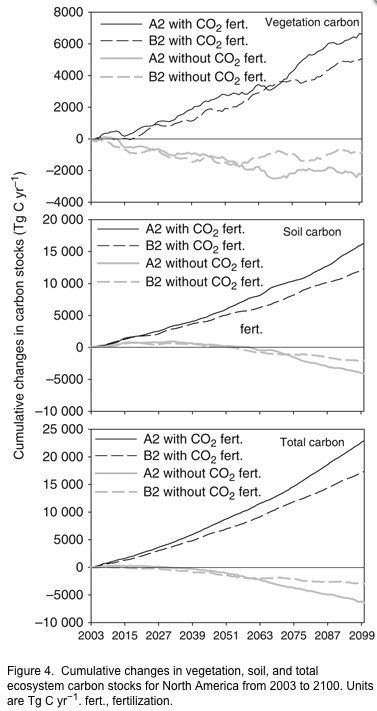 Cumulative changes in carbon stocks (Tg C yr⁻¹)
8000
6000
4000
2000
0
−2000
−4000
A2 with CO₂ fert.
Vegetation carbon
B2 with CO₂ fert.
A2 without CO₂ fert.
B2 without CO₂ fert.
20 000
15 000
10 000
5000
0
−5000
−10 000
A2 with CO₂ fert.
Soil carbon
B2 with CO₂ fert.
A2 without CO₂ fert.
B2 without CO₂ fert.
fert.
25 000
20 000
15 000
10 000
5000
0
−5000
−10 000
A2 with CO₂ fert.
Total carbon
B2 with CO₂ fert.
A2 without CO₂ fert.
B2 without CO₂ fert.
2003 2015 2027 2039 2051 2063 2075 2087 2099
Figure 4. Cumulative changes in vegetation, soil, and total
ecosystem carbon stocks for North America from 2003 to 2100. Units
are Tg C yr⁻¹. fert., fertilization.